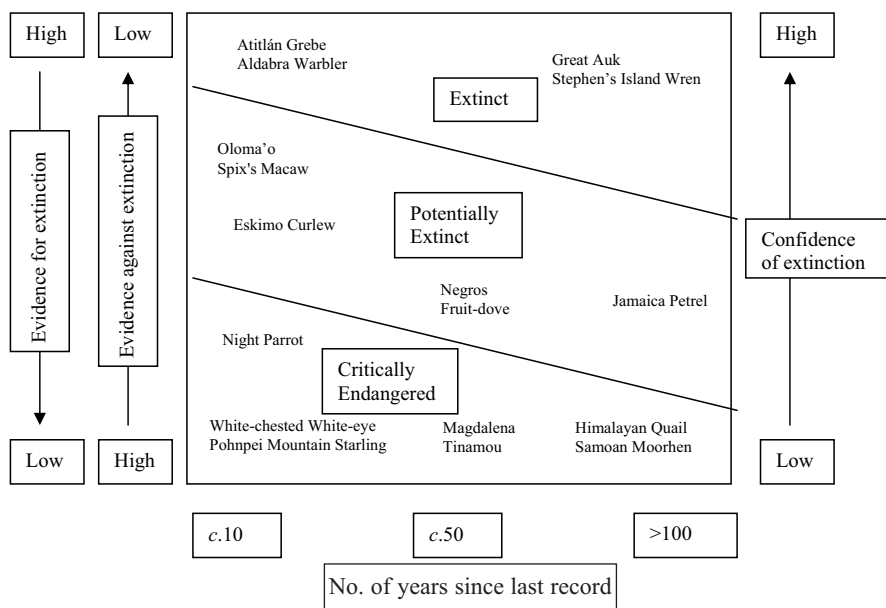 High
Low
Evidence for extinction
Low
High
Evidence against extinction
Atitlán Grebe
Aldabra Warbler
Great Auk
Stephen’s Island Wren
Extinct
Oloma’o
Spix's Macaw
Eskimo Curlew
Potentially
Extinct
Negros
Fruit-dove
Jamaica Petrel
Night Parrot
Critically
Endangered
White-chested White-eye
Pohnpei Mountain Starling
Magdalena
Tinamou
Himalayan Quail
Samoan Moorhen
High
Confidence
of extinction
Low
c.10
c.50
>100
No. of years since last record